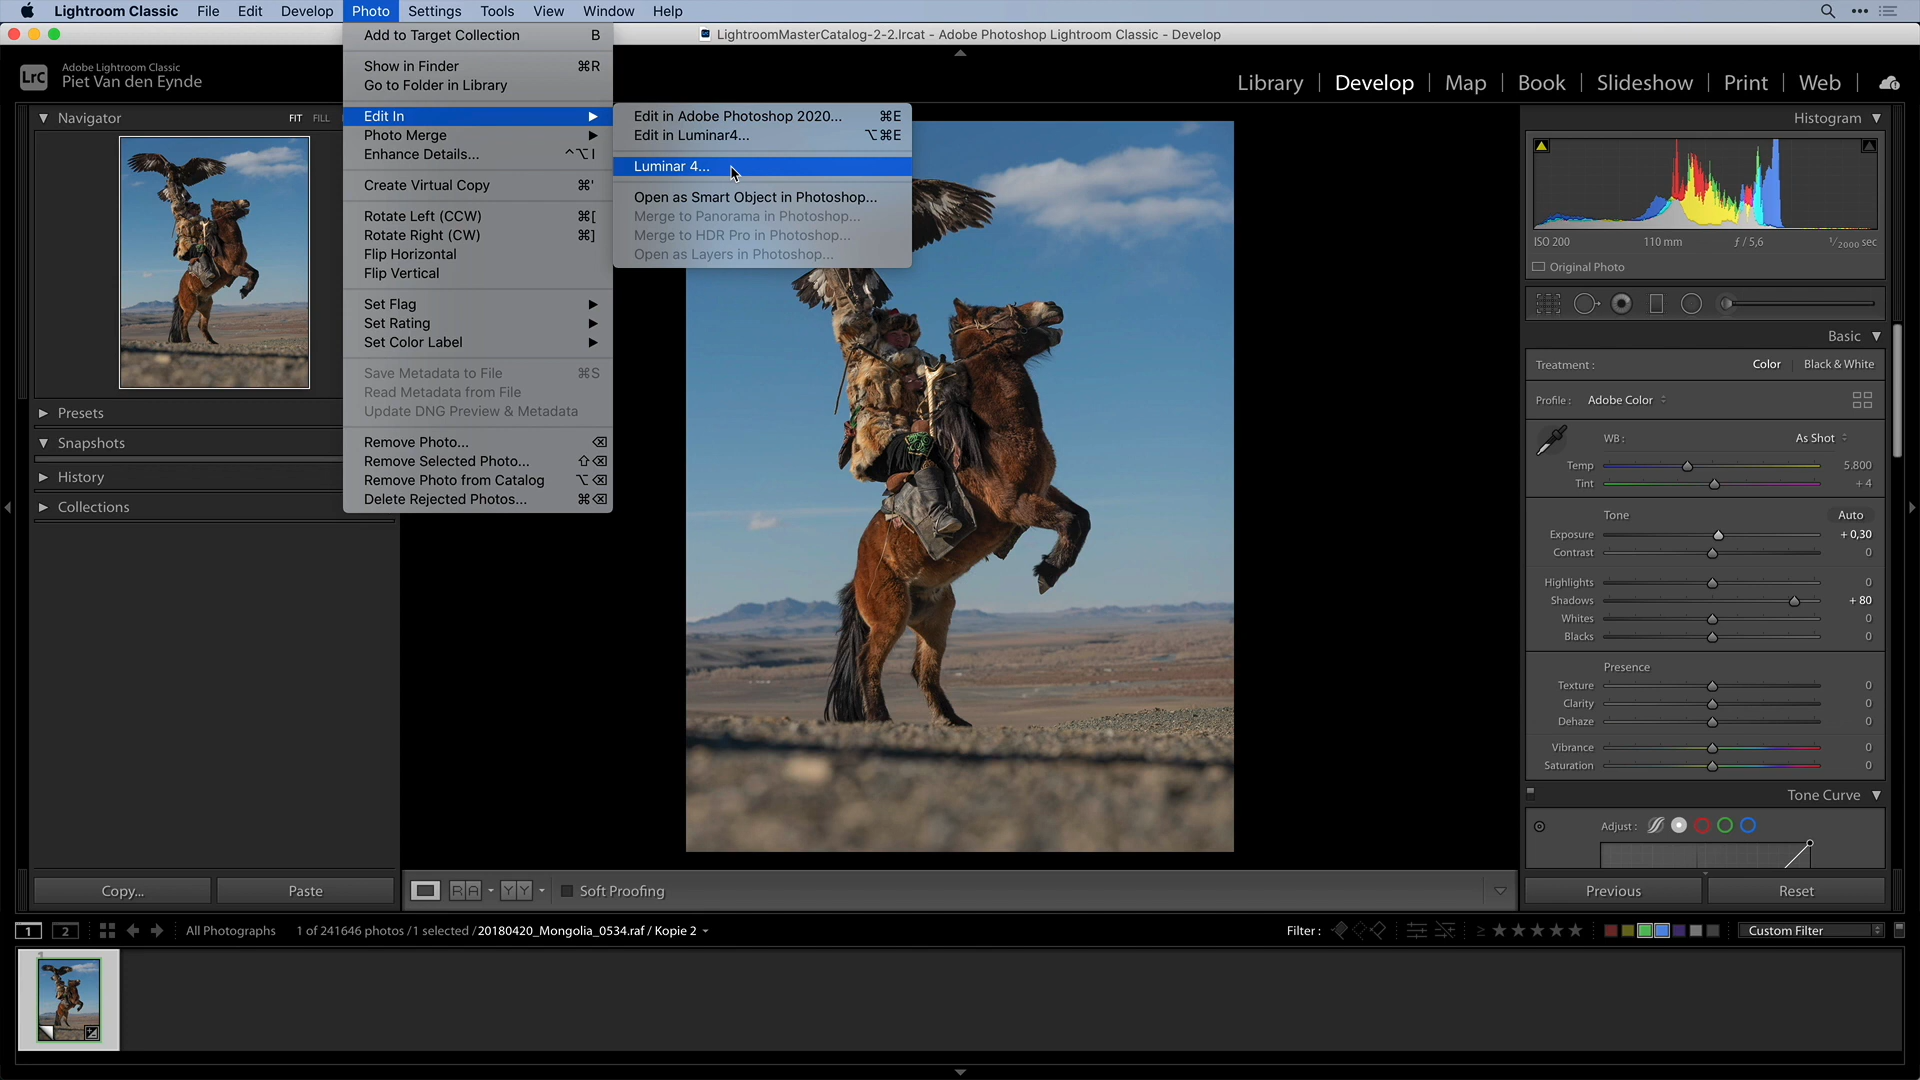 Lightroom Classic File Edit Develop Photo Settings Tools View Window Help
LightroomMasterCatalog-2-2.lrcat - Adobe Photoshop Lightroom Classic - Develop
LrC
Adobe Lightroom Classic
Piet Van den Eynde
Library | Develop | Map | Book | Slideshow | Print | Web
Navigator FIT FILL
Presets
Snapshots
History
Collections
Copy... Paste
Add to Target Collection B
Show in Finder ⌘R
Go to Folder in Library
Edit In
Photo Merge
Enhance Details... ^⌥I
Create Virtual Copy ⌘'
Rotate Left (CCW) ⌘[
Rotate Right (CW) ⌘]
Flip Horizontal
Flip Vertical
Set Flag
Set Rating
Set Color Label
Save Metadata to File ⌘S
Read Metadata from File
Update DNG Preview & Metadata
Remove Photo... ⌫
Remove Selected Photo... ⇧⌫
Remove Photo from Catalog ⌥⌫
Delete Rejected Photos... ⌘⌫
Edit in Adobe Photoshop 2020... ⌘E
Edit in Luminar4... ⌥⌘E
Luminar 4...
Open as Smart Object in Photoshop...
Merge to Panorama in Photoshop...
Merge to HDR Pro in Photoshop...
Open as Layers in Photoshop...
Histogram
ISO 200 110 mm ƒ / 5,6 1/2000 sec
Original Photo
Basic
Treatment : Color | Black & White
Profile : Adobe Color
WB : As Shot
Temp 5.800
Tint + 4
Tone Auto
Exposure + 0,30
Contrast 0
Highlights 0
Shadows + 80
Whites 0
Blacks 0
Presence
Texture 0
Clarity 0
Dehaze 0
Vibrance 0
Saturation 0
Tone Curve
Adjust :
Previous Reset
R A Y Y Soft Proofing
1 2 All Photographs 1 of 241646 photos / 1 selected / 20180420_Mongolia_0534.raf / Kopie 2 Filter : ≥ ★★★★★ Custom Filter
1